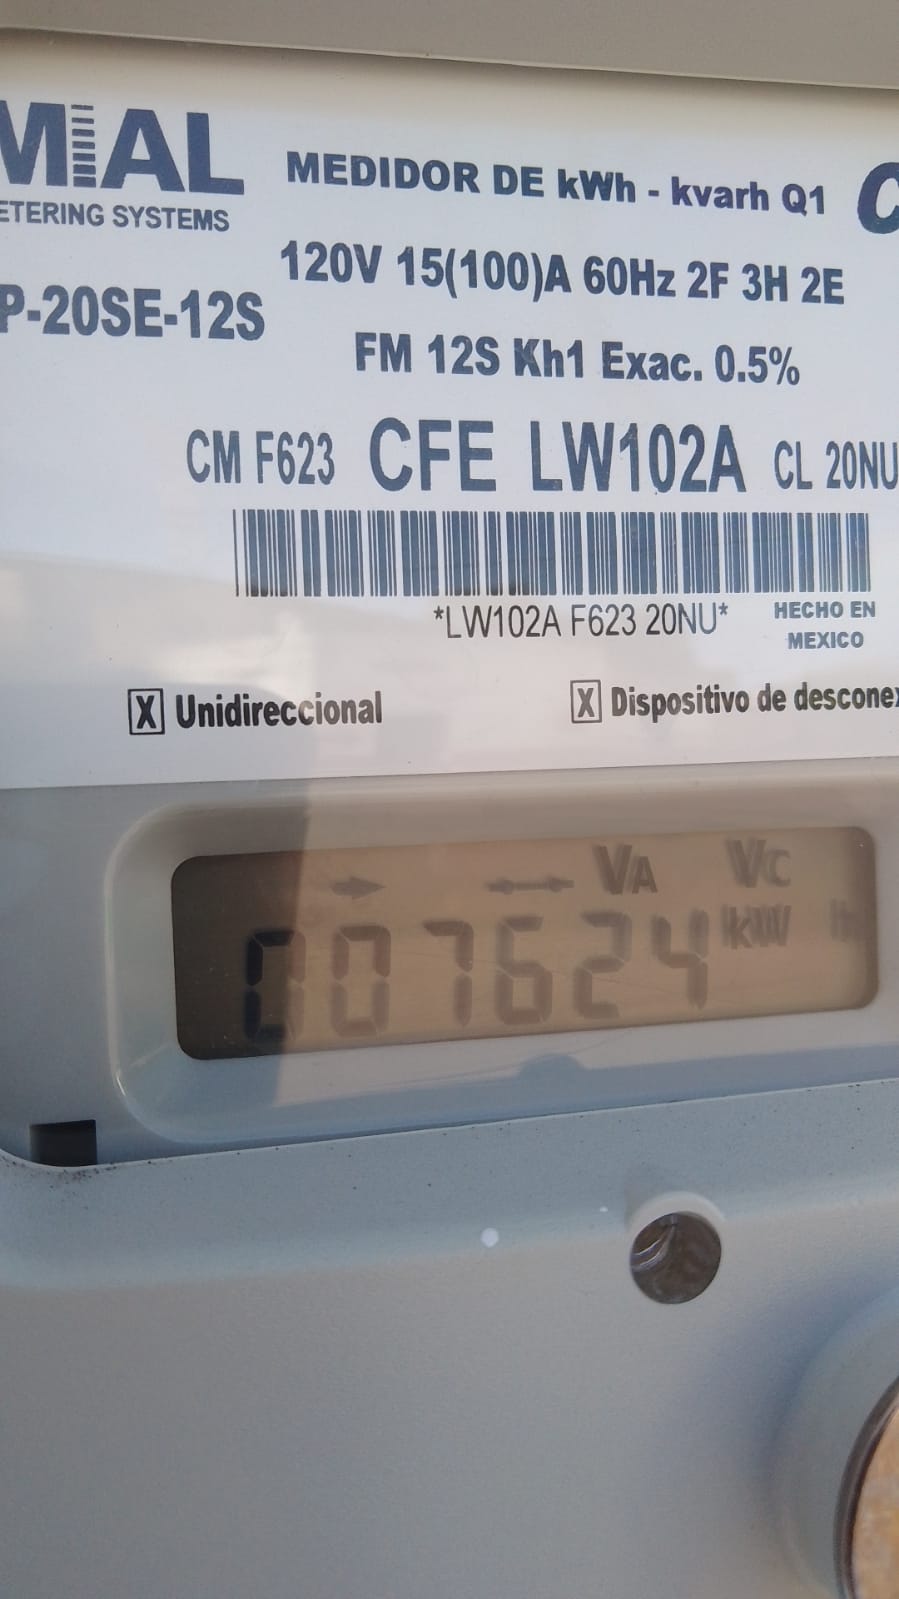 MIAL
ETERING SYSTEMS
MEDIDOR DE kWh - kvarh Q1
120V 15(100)A 60Hz 2F 3H 2E
P-20SE-12S
FM 12S Kh1 Exac. 0.5%
CM F623 CFE LW102A CL 20NU
*LW102A F623 20NU*
HECHO EN
MEXICO
X Unidireccional
X Dispositivo de descone
VA VC
007624 kW h